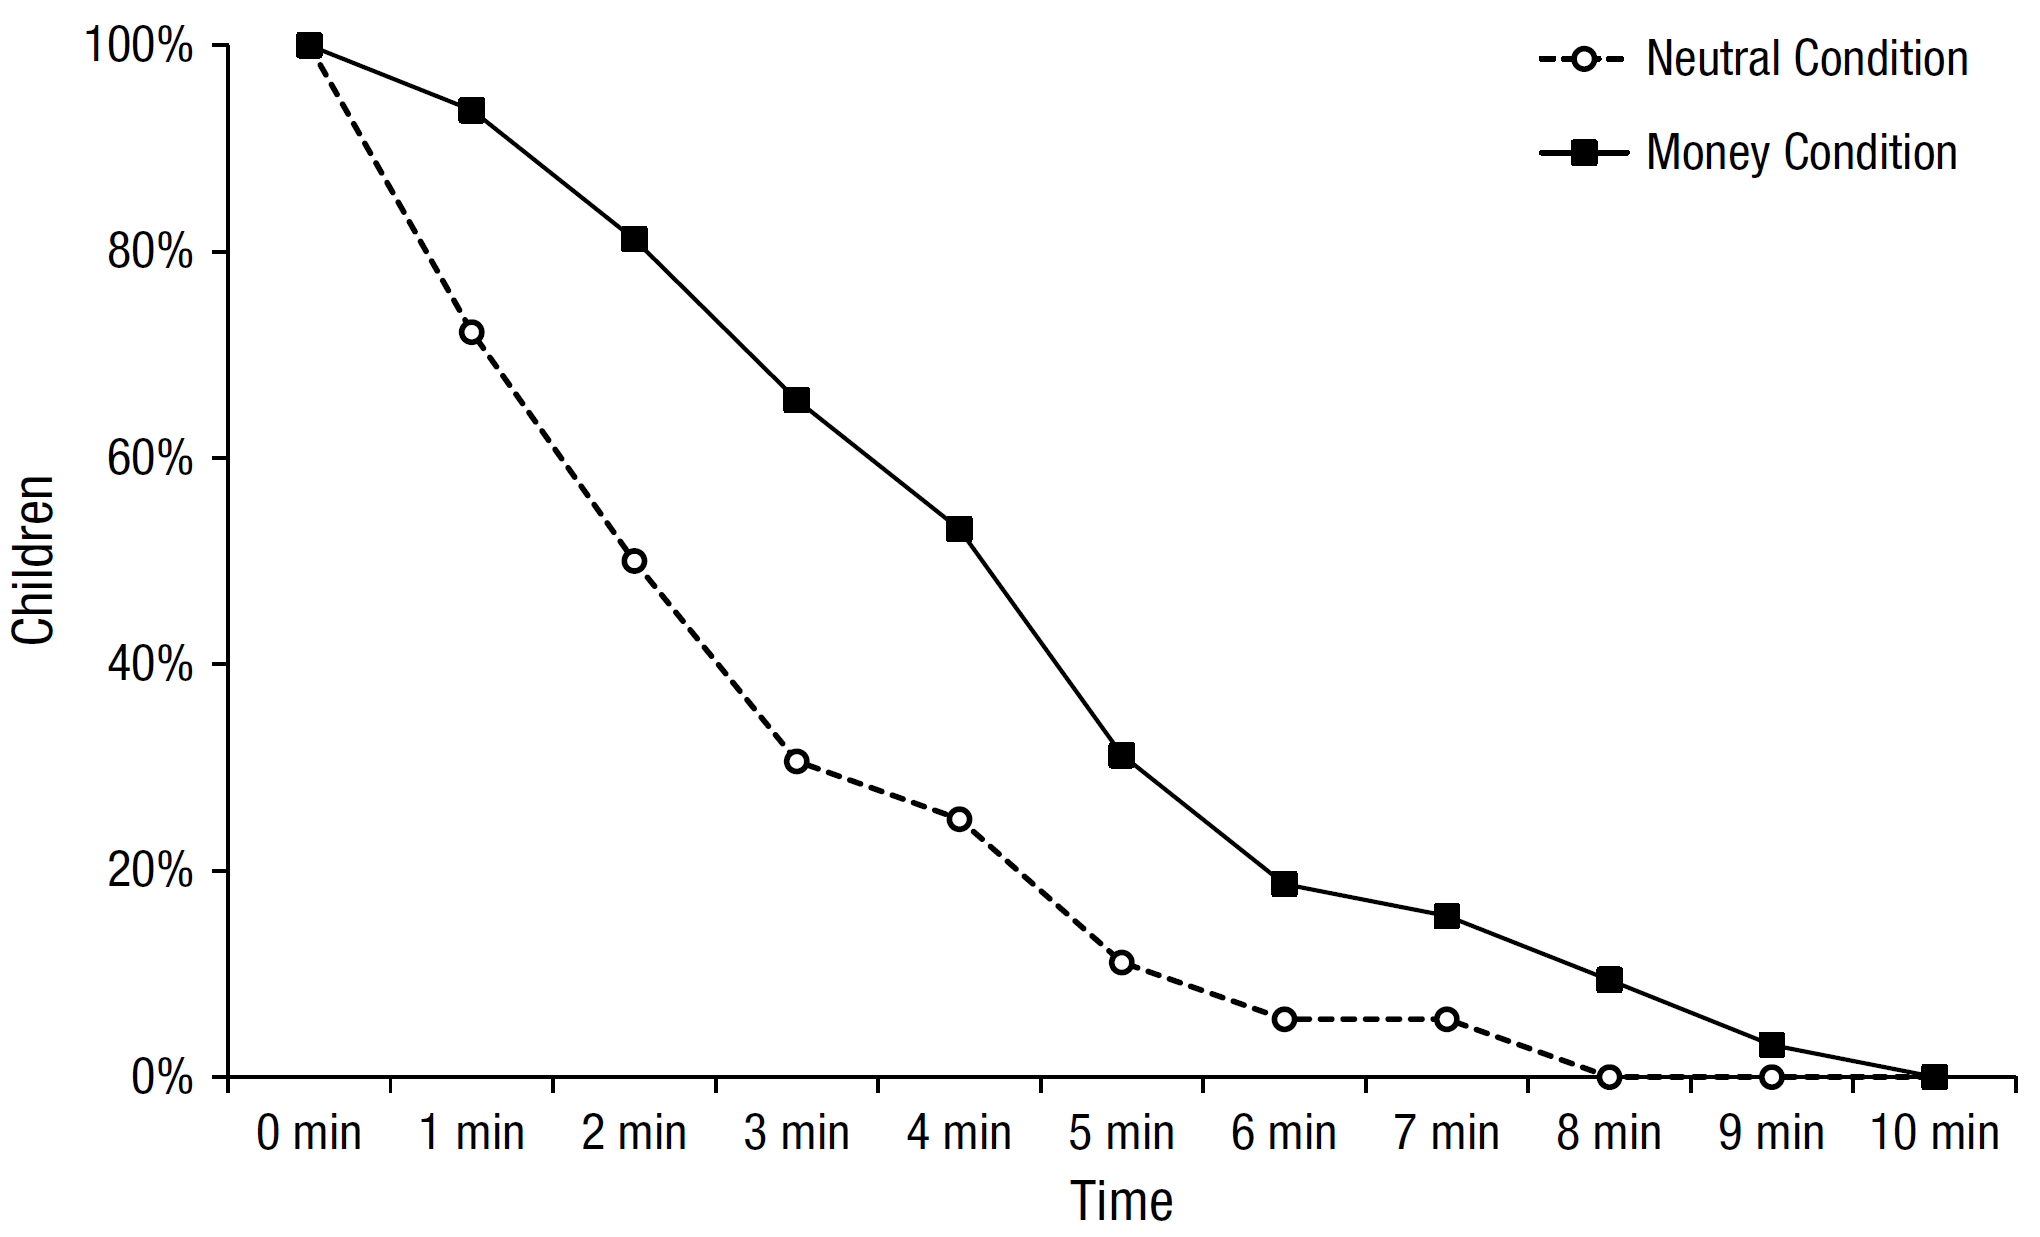 100%
80%
60%
40%
20%
0%
Children
0 min
1 min
2 min
3 min
4 min
5 min
6 min
7 min
8 min
9 min
10 min
Time
Neutral Condition
Money Condition